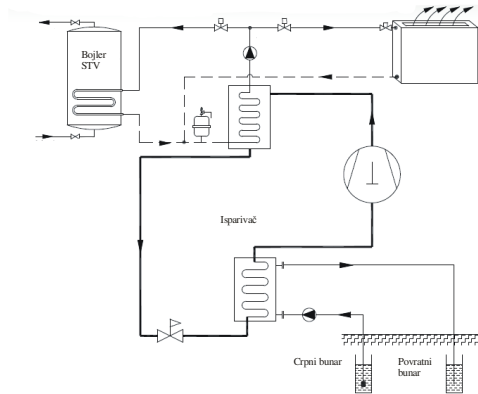 Bojler
STV
Isparivač
Crpni bunar
Povratni
bunar